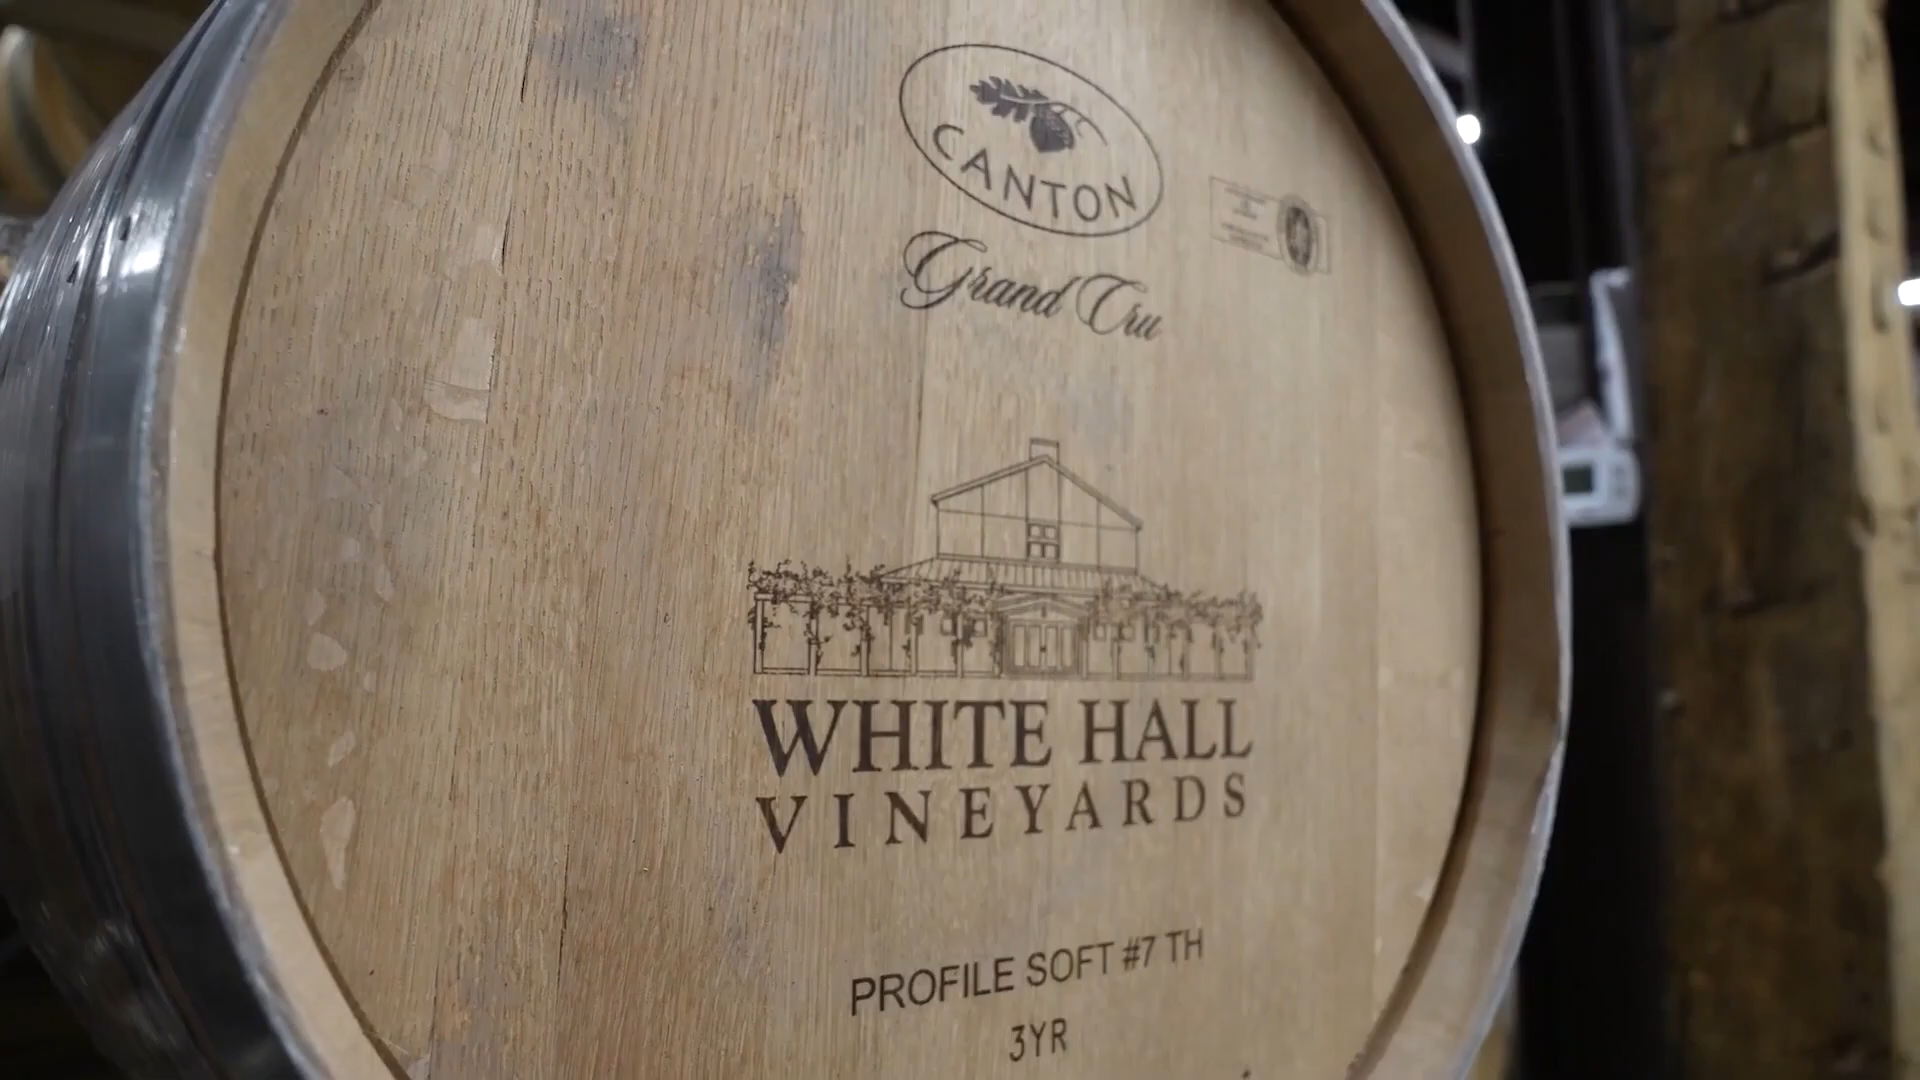 CANTON
Grand Cru
WHITE HALL
VINEYARDS
PROFILE SOFT #7 TH
3YR